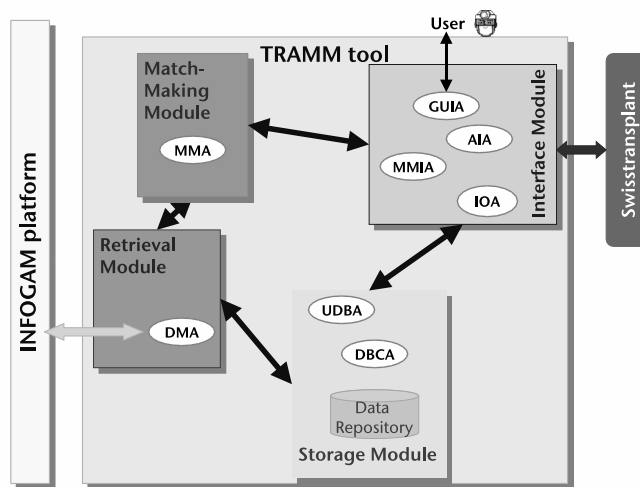 User
TRAMM tool
Match-
Making
Module
MMA
GUIA
AIA
MMIA
IOA
Interface Module
Swisstransplant
INFOGAM platform
Retrieval
Module
DMA
UDBA
DBCA
Data
Repository
Storage Module